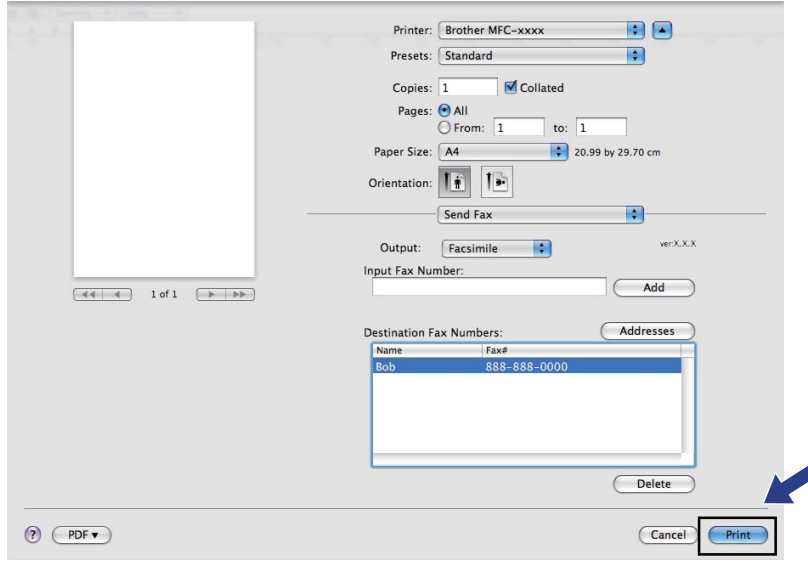 Printer: Brother MFC-xxxx
Presets: Standard
Copies: 1 Collated
Pages: All
From: 1 to: 1
Paper Size: A4 20.99 by 29.70 cm
Orientation:
Send Fax
Output: Facsimile ver:X.X.X
Input Fax Number:
Add
1 of 1
Destination Fax Numbers: Addresses
Name Fax#
Bob 888-888-0000
Delete
? PDF▼ Cancel Print